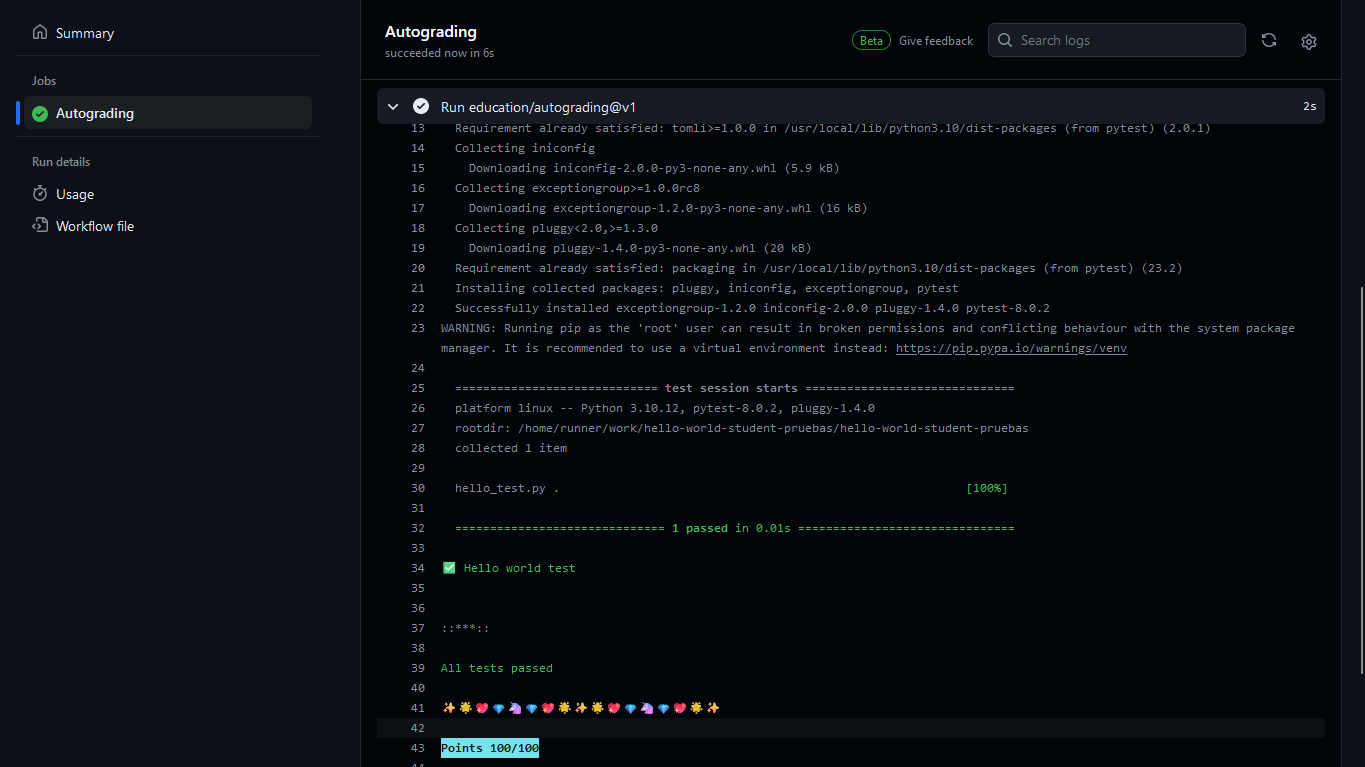 Summary
Jobs
Autograding
Run details
Usage
Workflow file
Autograding
succeeded now in 6s
Beta Give feedback
Search logs
Run education/autograding@v1 2s
13 Requirement already satisfied: tomli>=1.0.0 in /usr/local/lib/python3.10/dist-packages (from pytest) (2.0.1)
14 Collecting iniconfig
15 Downloading iniconfig-2.0.0-py3-none-any.whl (5.9 kB)
16 Collecting exceptiongroup>=1.0.0rc8
17 Downloading exceptiongroup-1.2.0-py3-none-any.whl (16 kB)
18 Collecting pluggy<2.0,>=1.3.0
19 Downloading pluggy-1.4.0-py3-none-any.whl (20 kB)
20 Requirement already satisfied: packaging in /usr/local/lib/python3.10/dist-packages (from pytest) (23.2)
21 Installing collected packages: pluggy, iniconfig, exceptiongroup, pytest
22 Successfully installed exceptiongroup-1.2.0 iniconfig-2.0.0 pluggy-1.4.0 pytest-8.0.2
23 WARNING: Running pip as the 'root' user can result in broken permissions and conflicting behaviour with the system package
manager. It is recommended to use a virtual environment instead: https://pip.pypa.io/warnings/venv
24
25 ============================= test session starts ==============================
26 platform linux -- Python 3.10.12, pytest-8.0.2, pluggy-1.4.0
27 rootdir: /home/runner/work/hello-world-student-pruebas/hello-world-student-pruebas
28 collected 1 item
29
30 hello_test.py . [100%]
31
32 ============================== 1 passed in 0.01s ===============================
33
34 ✅ Hello world test
35
36
37 ::***::
38
39 All tests passed
40
41 ✨🌟💖💎🦄💎💖🌟✨🌟💖💎🦄💎💖🌟✨
42
43 Points 100/100